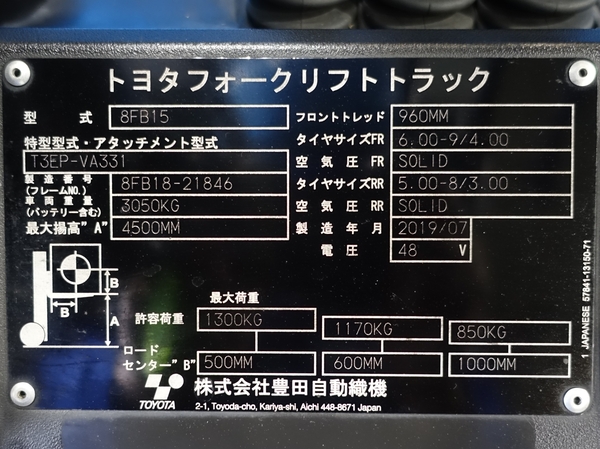 トヨタフォークリフトトラック
型式 8FB15 フロントトレッド 960MM
特型型式・アタッチメント型式 タイヤサイズFR 6.00-9/4.00
T3EP-VA331 空気圧FR SOLID
製造番号(フレームNO.) 8FB18-21846 タイヤサイズRR 5.00-8/3.00
車両重量(バッテリー含む) 3050KG 空気圧RR SOLID
最大揚高"A" 4500MM 製造年月 2019/07
電圧 48 V
B
B
A
最大荷重
許容荷重 1300KG 1170KG 850KG
ロードセンター"B" 500MM 600MM 1000MM
TOYOTA
株式会社豊田自動織機
2-1, Toyoda-cho, Kariya-shi, Aichi 448-8671 Japan
1 JAPANESE 57841-13150-71